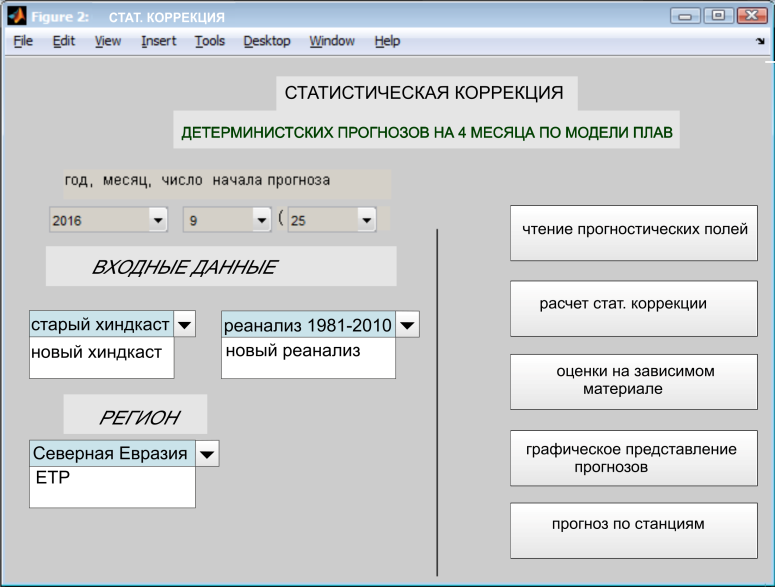 Figure 2: СТАТ. КОРРЕКЦИЯ
File Edit View Insert Tools Desktop Window Help
СТАТИСТИЧЕСКАЯ КОРРЕКЦИЯ
ДЕТЕРМИНИСТСКИХ ПРОГНОЗОВ НА 4 МЕСЯЦА ПО МОДЕЛИ ПЛАВ
год, месяц, число начала прогноза
2016 9 ( 25
ВХОДНЫЕ ДАННЫЕ
старый хиндкаст
новый хиндкаст
реанализ 1981-2010
новый реанализ
РЕГИОН
Северная Евразия
ЕТР
чтение прогностических полей
расчет стат. коррекции
оценки на зависимом
материале
графическое представление
прогнозов
прогноз по станциям